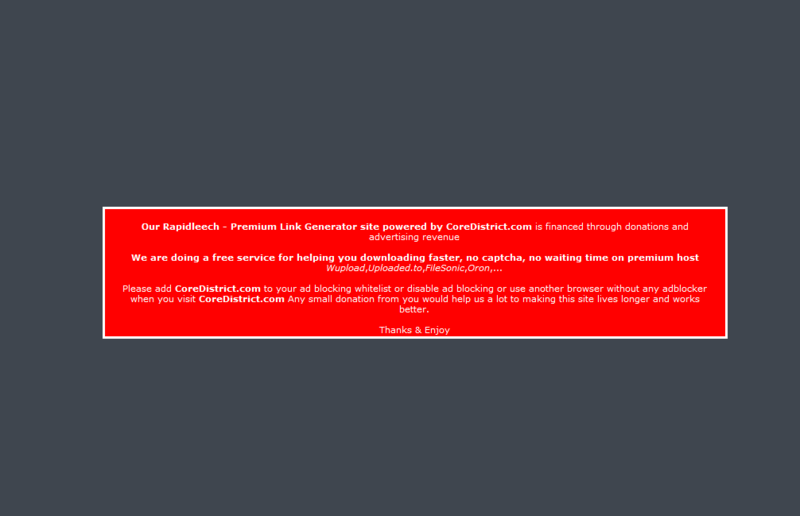 Our Rapidleech - Premium Link Generator site powered by CoreDistrict.com is financed through donations and
advertising revenue
We are doing a free service for helping you downloading faster, no captcha, no waiting time on premium host
Wupload,Uploaded.to,FileSonic,Oron,...
Please add CoreDistrict.com to your ad blocking whitelist or disable ad blocking or use another browser without any adblocker
when you visit CoreDistrict.com Any small donation from you would help us a lot to making this site lives longer and works
better.
Thanks & Enjoy